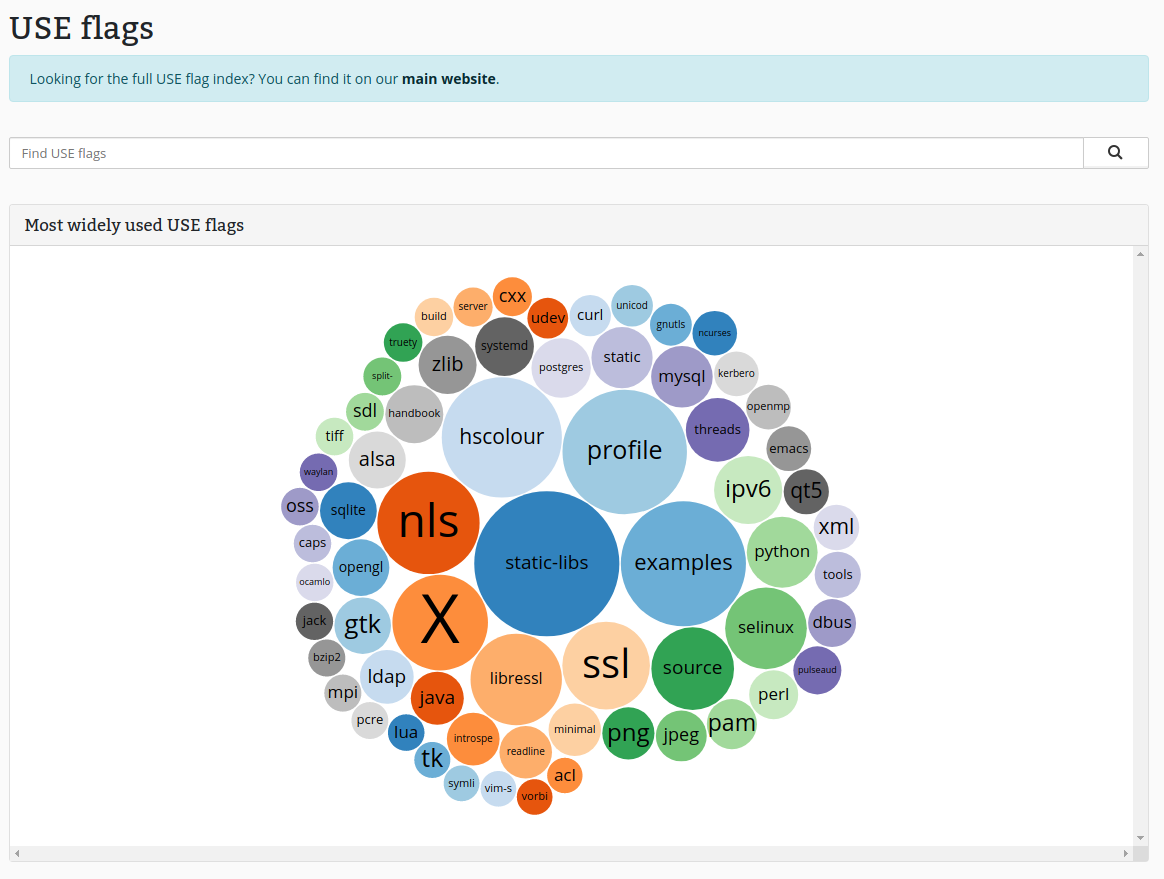 USE flags
Looking for the full USE flag index? You can find it on our main website.
Find USE flags
Most widely used USE flags
cxx
server
build
udev
curl
unicod
gnutls
ncurses
truety
systemd
zlib
postgres
static
mysql
kerbero
split-
sdl
handbook
openmp
tiff
hscolour
profile
threads
emacs
alsa
waylan
ipv6
qt5
oss
sqlite
nls
xml
caps
static-libs
examples
python
opengl
tools
ocamlo
jack
gtk
X
selinux
dbus
bzip2
ssl
source
pulseaud
ldap
libressl
mpi
java
perl
pcre
lua
introspe
minimal
png
jpeg
pam
readline
tk
acl
symli
vim-s
vorbi